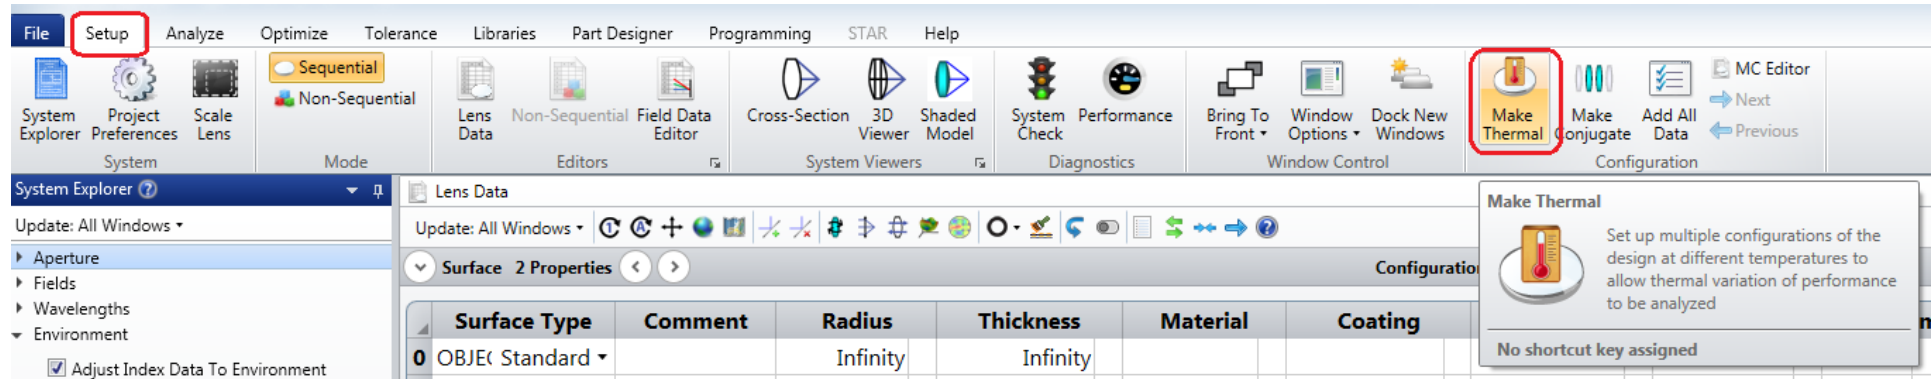 File Setup Analyze Optimize Tolerance Libraries Part Designer Programming STAR Help
System Explorer
Project Preferences
Scale Lens
System
Sequential
Non-Sequential
Mode
Lens Data
Non-Sequential
Field Data Editor
Editors
Cross-Section
3D Viewer
Shaded Model
System Viewers
System Check
Performance
Diagnostics
Bring To Front
Window Options
Dock New Windows
Window Control
Make Thermal
Make Conjugate
Add All Data
MC Editor
Next
Previous
Configuration
System Explorer
Update: All Windows
Aperture
Fields
Wavelengths
Environment
Adjust Index Data To Environment
Lens Data
Update: All Windows
Surface 2 Properties
Surface Type Comment Radius Thickness Material Coating
0 OBJE Standard Infinity Infinity
Make Thermal
Set up multiple configurations of the
design at different temperatures to
allow thermal variation of performance
to be analyzed
No shortcut key assigned